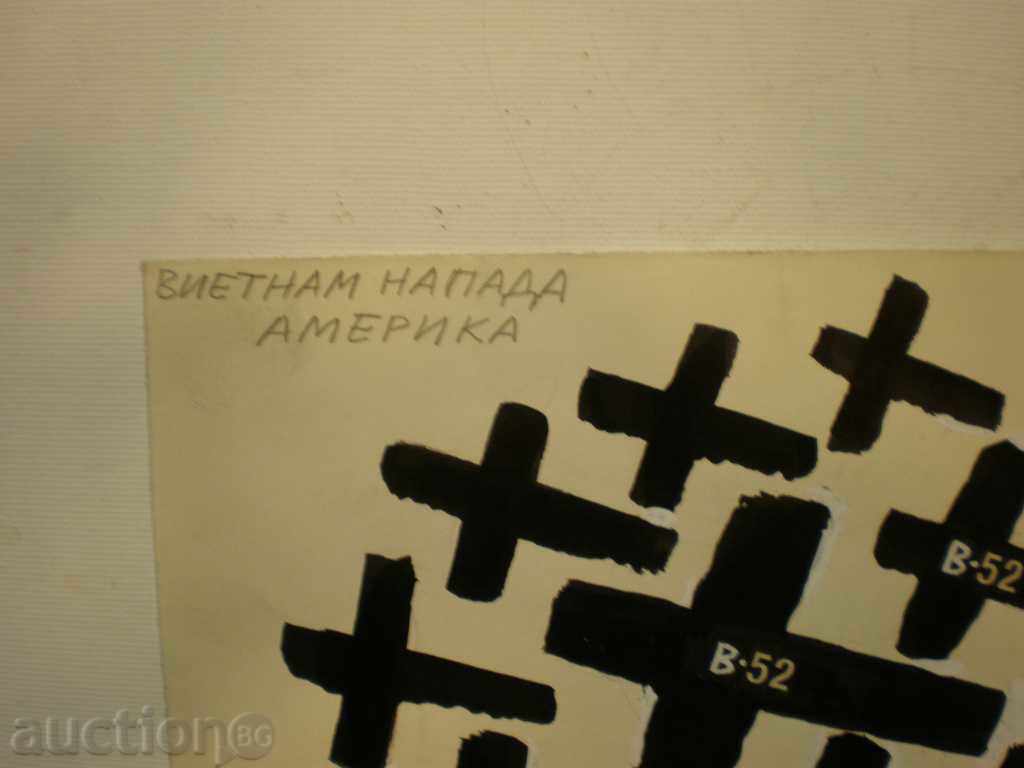 ВИЕТНАМ НАПАДА
АМЕРИКА
B·52
B·52
auction BG